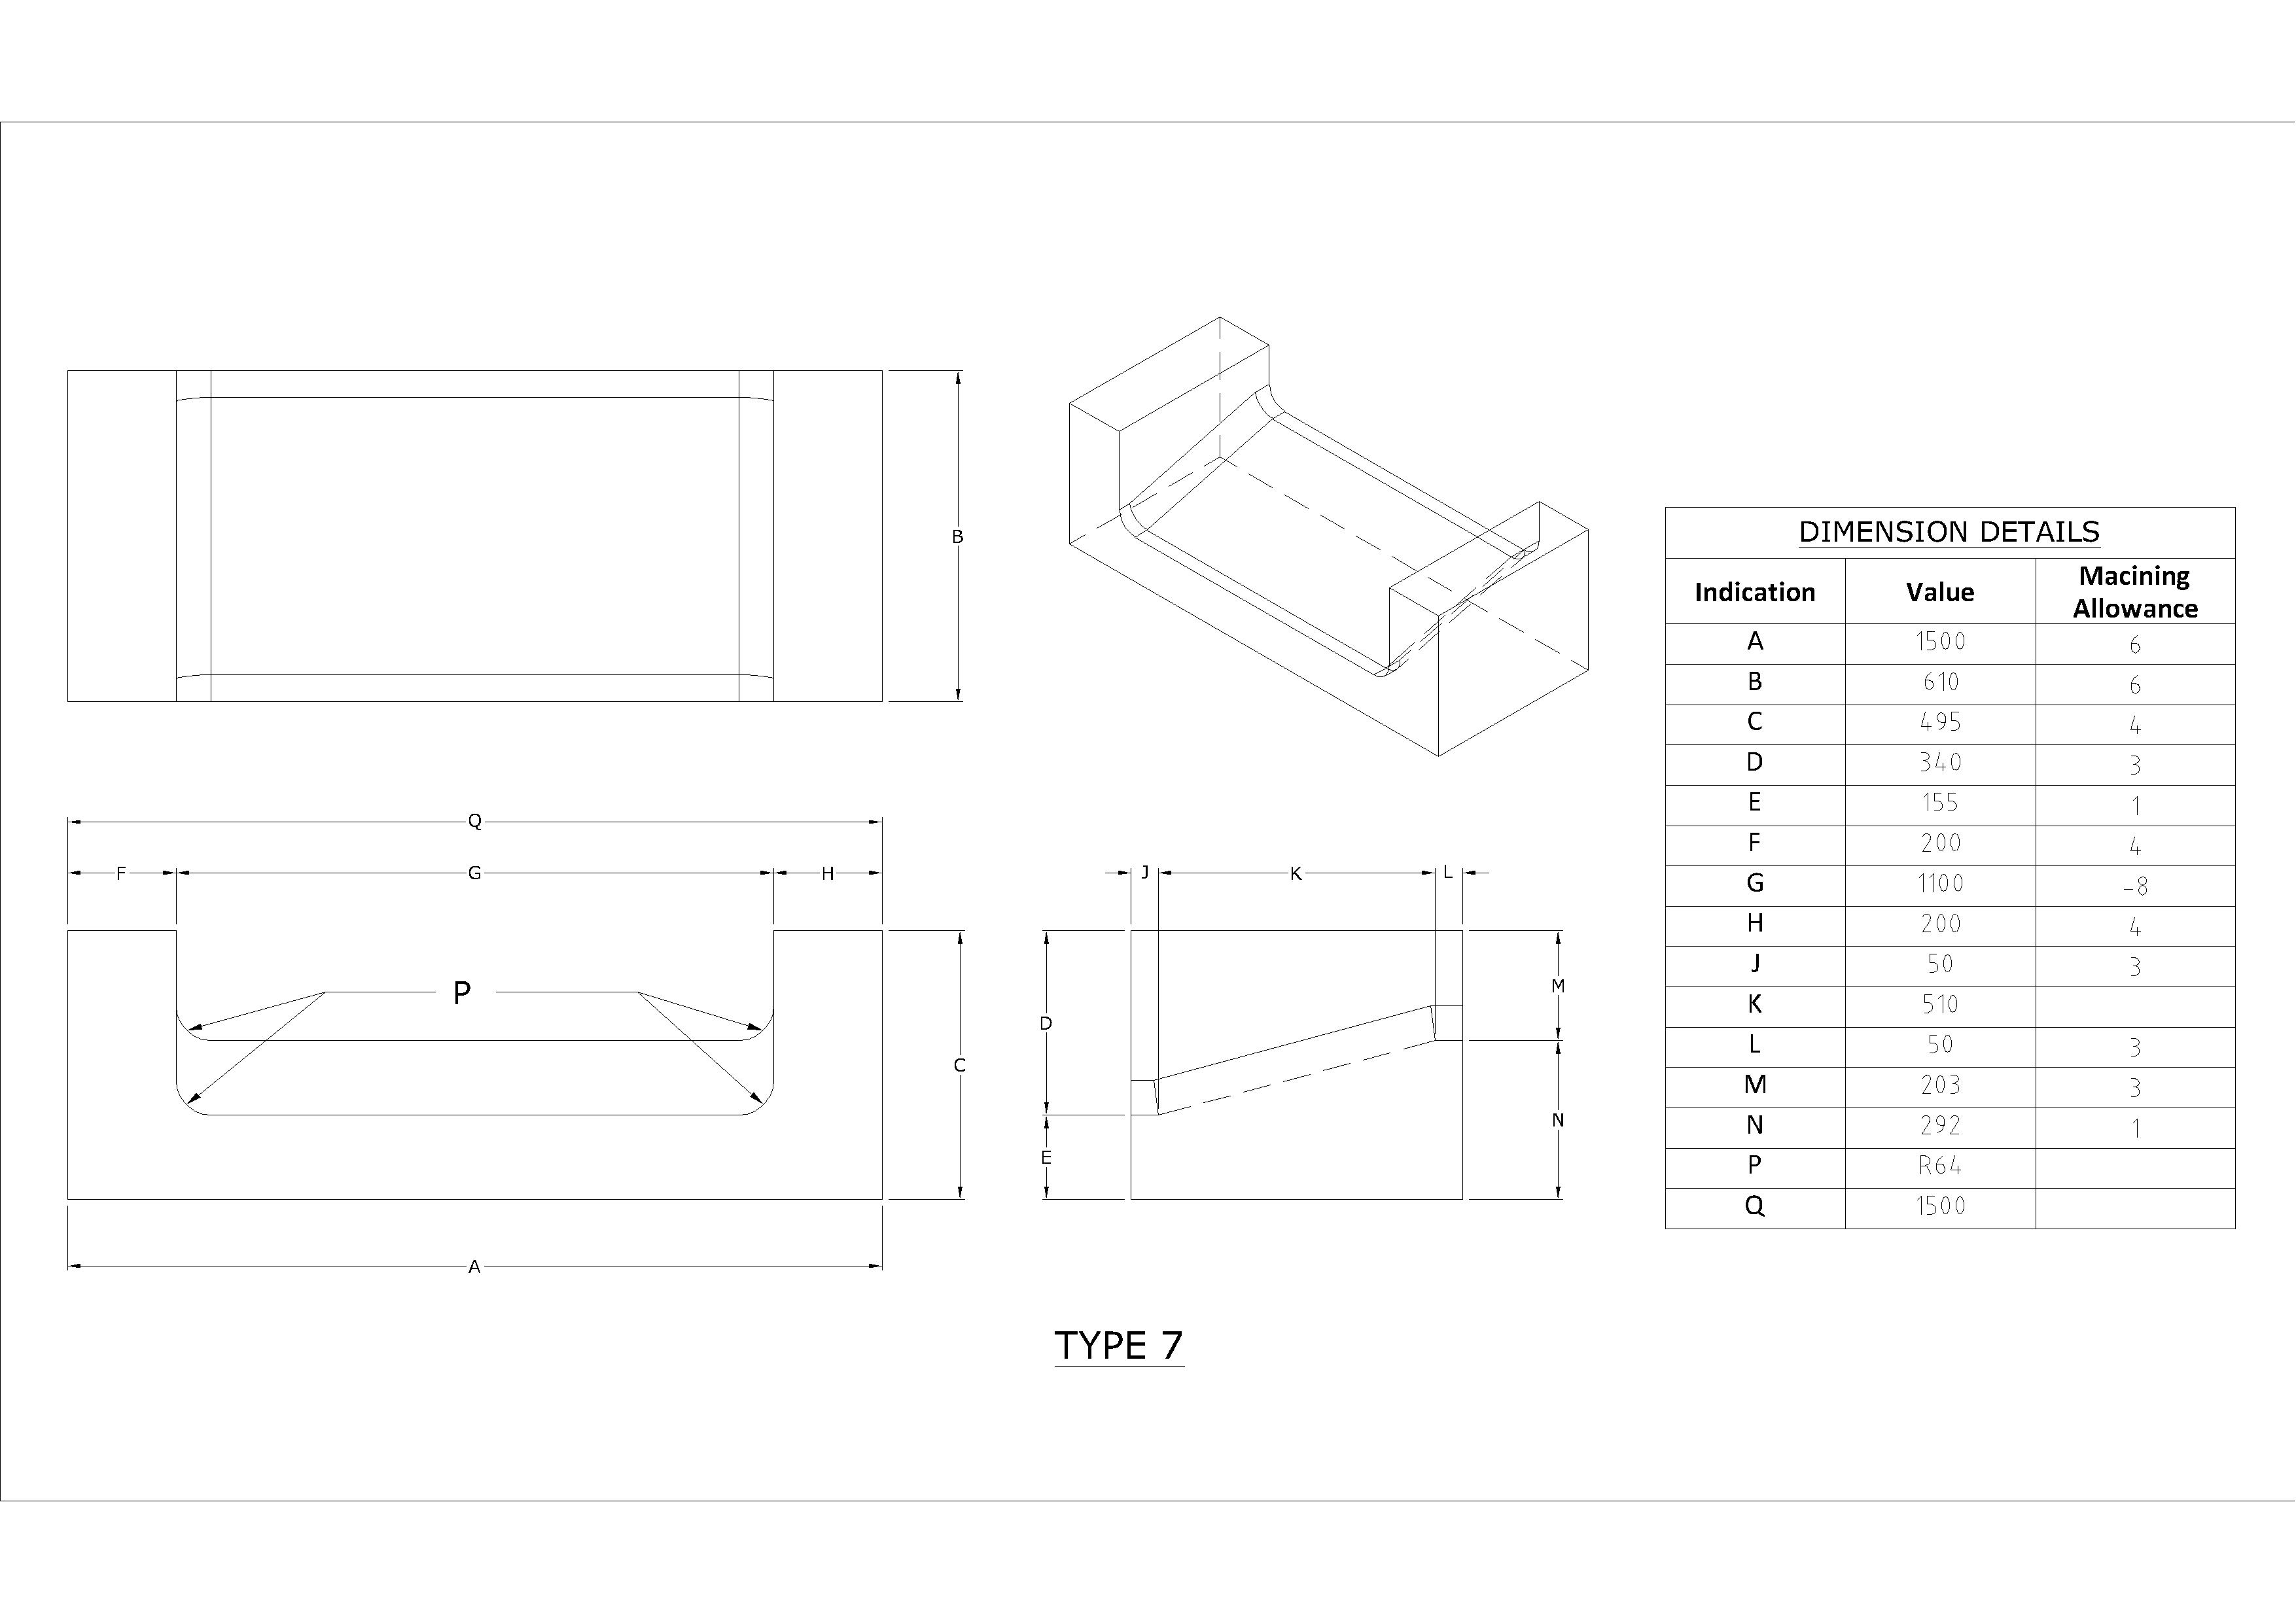 B
Q
F G H
P
C
A
J K L
D
M
E
N
DIMENSION DETAILS
Indication Value Macining Allowance
A 1500 6
B 610 6
C 495 4
D 340 3
E 155 1
F 200 4
G 1100 -8
H 200 4
J 50 3
K 510
L 50 3
M 203 3
N 292 1
P R64
Q 1500
TYPE 7